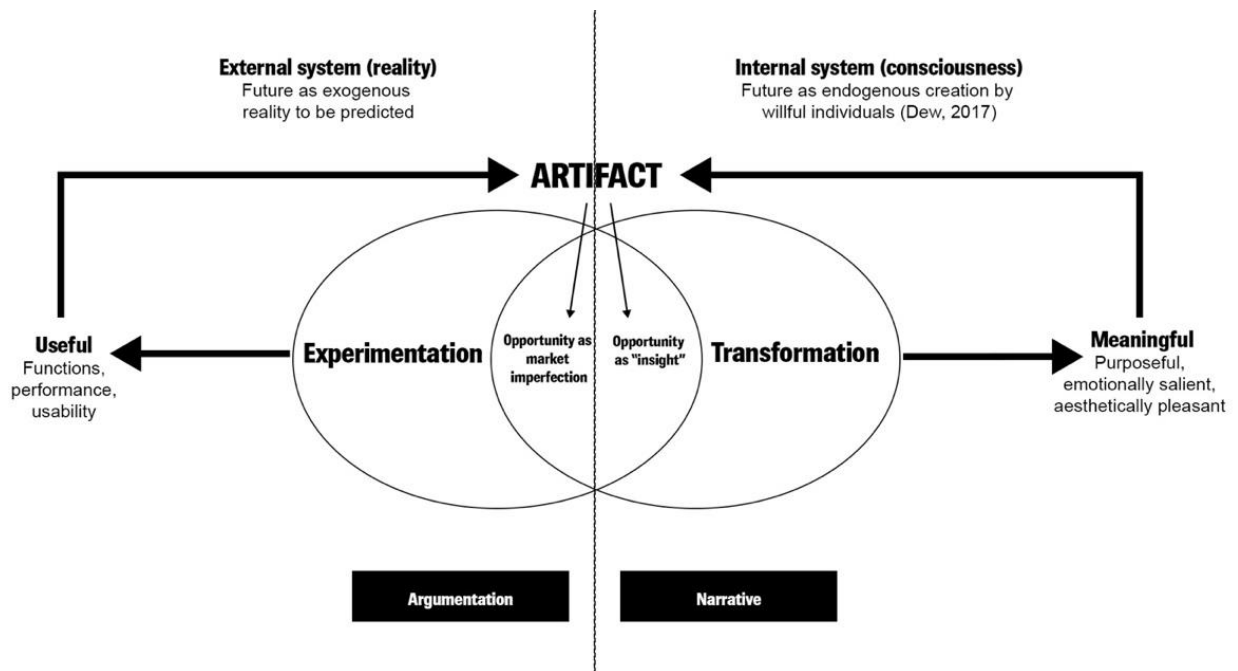 External system (reality)
Future as exogenous
reality to be predicted
Internal system (consciousness)
Future as endogenous creation by
willful individuals (Dew, 2017)
ARTIFACT
Useful
Functions,
performance,
usability
Experimentation
Opportunity as
market
imperfection
Opportunity
as “insight”
Transformation
Meaningful
Purposeful,
emotionally salient,
aesthetically pleasant
Argumentation
Narrative